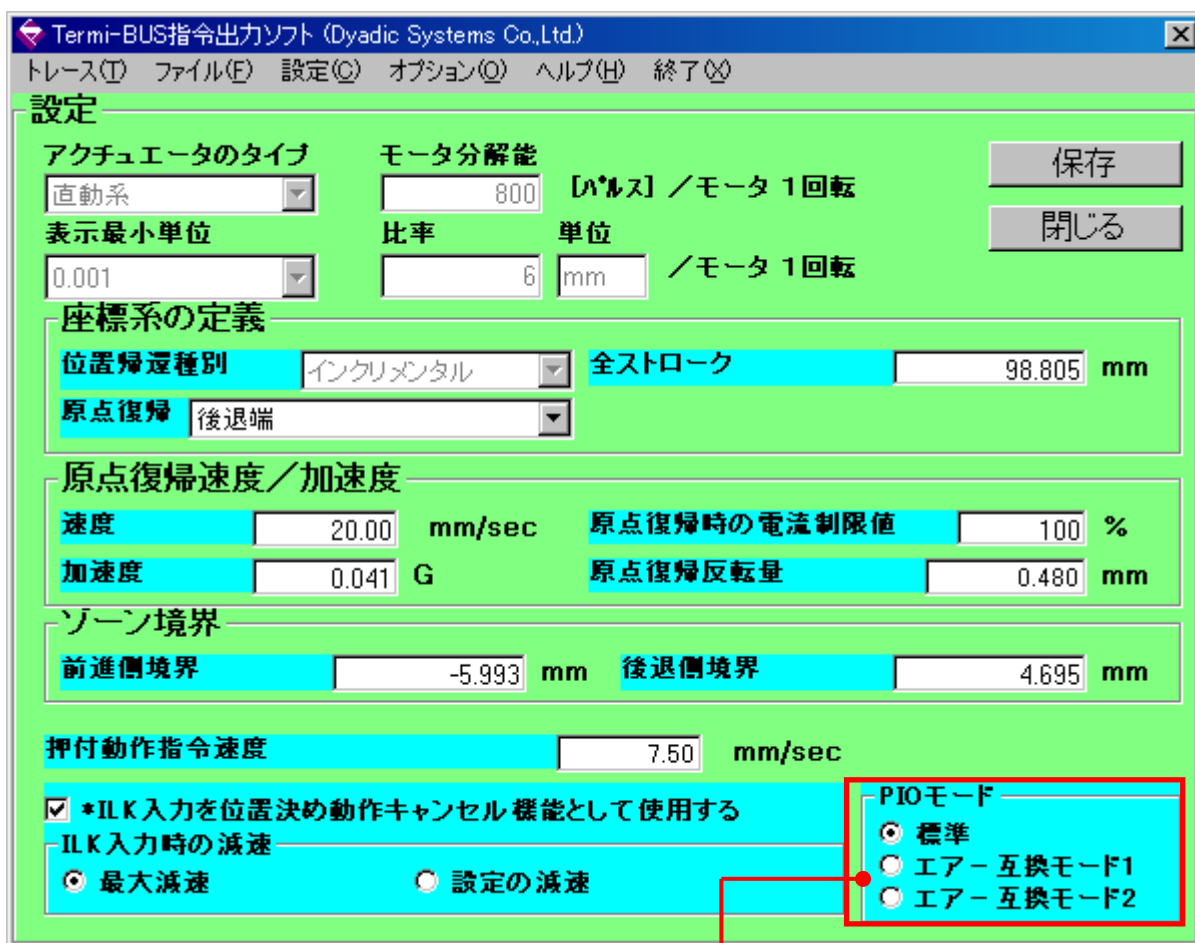 Termi-BUS指令出力ソフト (Dyadic Systems Co.,Ltd.)
トレース(T) ファイル(F) 設定(C) オプション(O) ヘルプ(H) 終了(X)
設定
アクチュエータのタイプ モータ分解能
保存
直動系 800 [パルス] /モータ 1回転
表示最小単位 比率 単位
閉じる
0.001 6 mm /モータ 1回転
座標系の定義
位置帰還種別 インクリメンタル 全ストローク 98.805 mm
原点復帰 後退端
原点復帰速度/加速度
速度 20.00 mm/sec 原点復帰時の電流制限値 100 %
加速度 0.041 G 原点復帰反転量 0.480 mm
ゾーン境界
前進側境界 -5.993 mm 後退側境界 4.695 mm
押付動作指令速度 7.50 mm/sec
*ILK入力を位置決め動作キャンセル機能として使用する
ILK入力時の減速
最大減速 設定の減速
PIOモード
標準
エアー互換モード1
エアー互換モード2